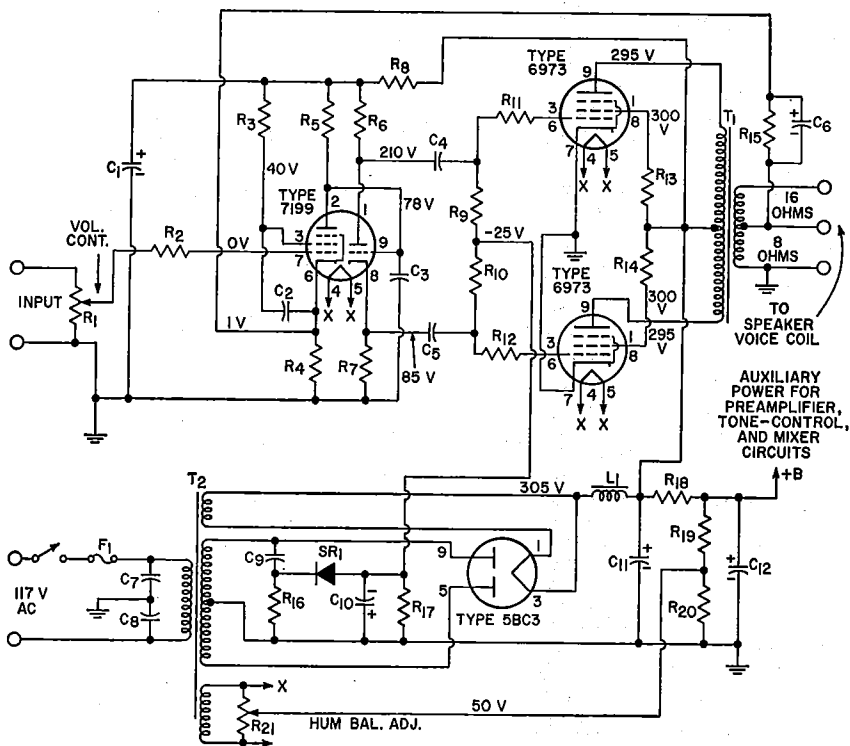 TYPE
6973
295 V
9
R8
R11
3
6
1
8
300
V
T1
R15
+
-
C6
R3
R5
R6
7
4
5
X X
R13
16
OHMS
C1
+
-
40V
210 V
C4
TYPE
7199
2
1
78 V
R9
-25 V
VOL.
CONT.
R2
0V
3
7
9
R10
TYPE
6973
R14
8
OHMS
INPUT
R1
C2
6
4
5
8
X X
C3
300
V
295
V
9
TO
SPEAKER
VOICE COIL
1 V
C5
R12
3
6
1
8
R4
R7
85 V
7
4
5
X X
AUXILIARY
POWER FOR
PREAMPLIFIER,
TONE-CONTROL,
AND MIXER
CIRCUITS
+B
T2
305 V
L1
R18
F1
C9
SR1
9
1
R19
117 V
AC
C7
C8
R16
C10
-
+
R17
5
3
TYPE 5BC3
C11
+
-
R20
C12
+
-
X
R21
HUM BAL. ADJ.
50 V